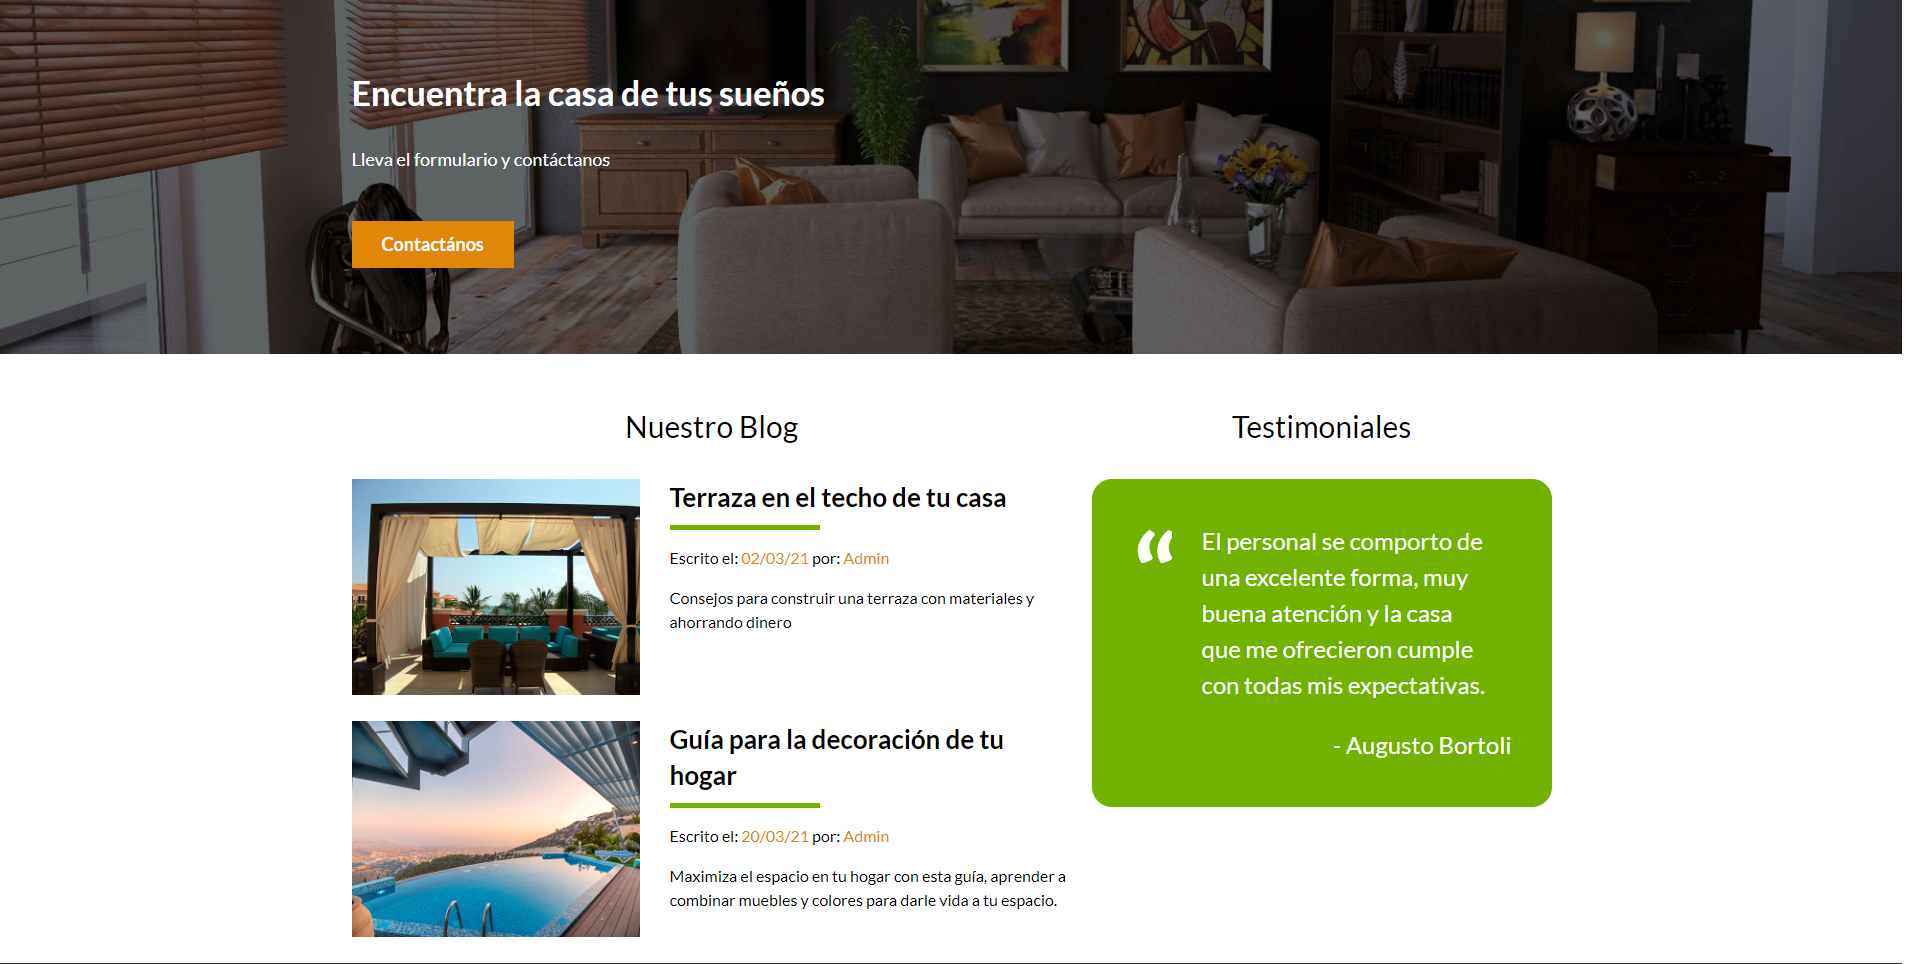 Encuentra la casa de tus sueños
Lleva el formulario y contáctanos
Contactános
Nuestro Blog
Terraza en el techo de tu casa
Escrito el: 02/03/21 por: Admin
Consejos para construir una terraza con materiales y
ahorrando dinero
Guía para la decoración de tu
hogar
Escrito el: 20/03/21 por: Admin
Maximiza el espacio en tu hogar con esta guía, aprender a
combinar muebles y colores para darle vida a tu espacio.
Testimoniales
“ El personal se comporto de
una excelente forma, muy
buena atención y la casa
que me ofrecieron cumple
con todas mis expectativas.
- Augusto Bortoli